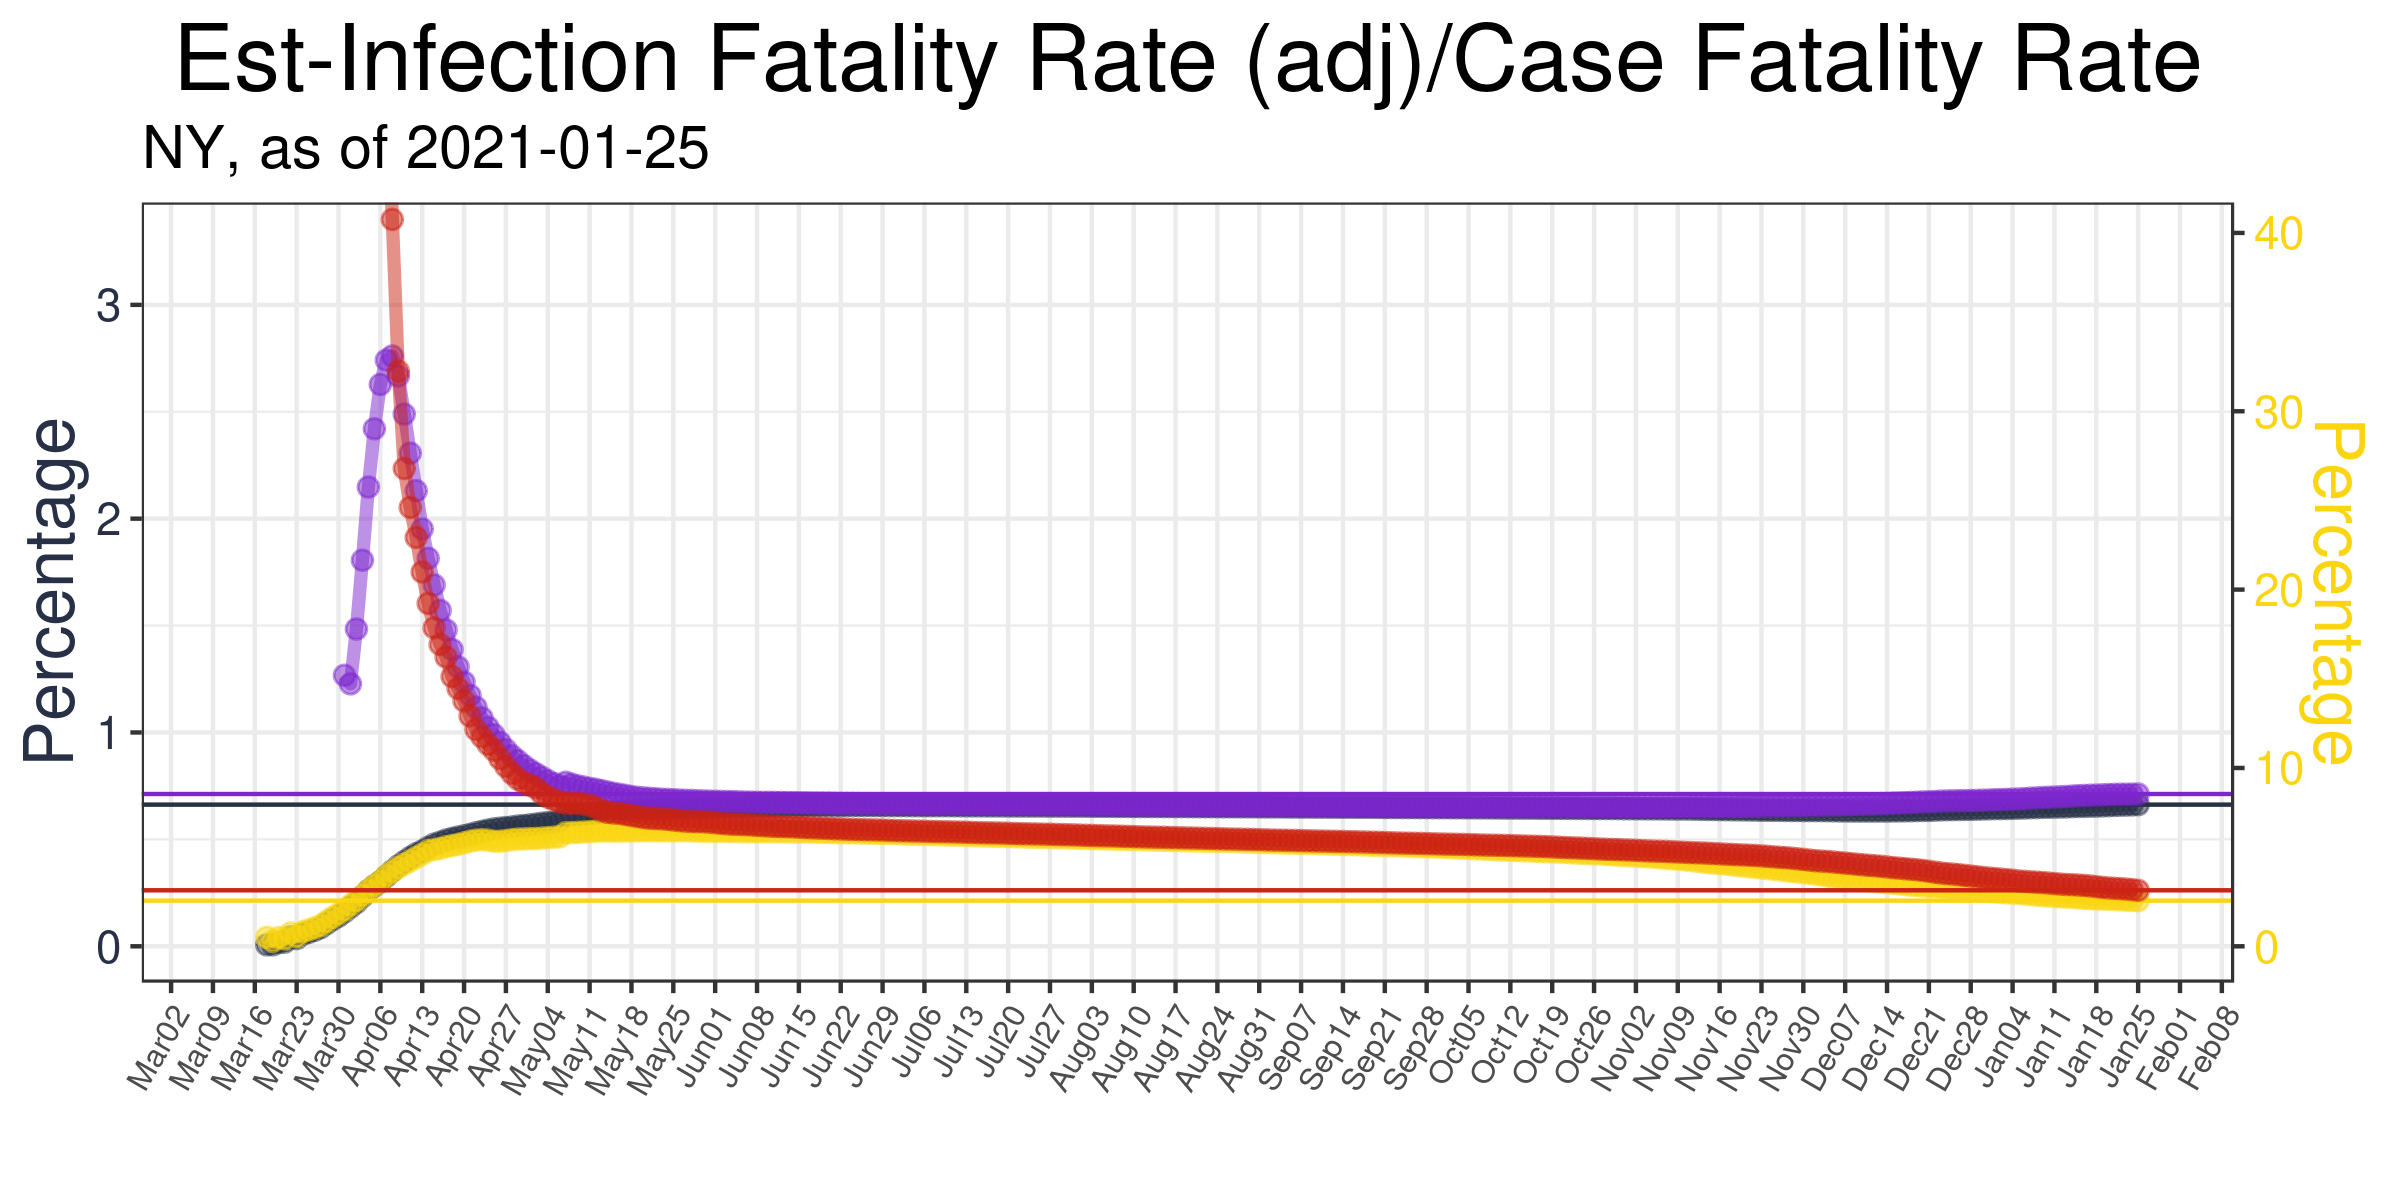 Est-Infection Fatality Rate (adj)/Case Fatality Rate
NY, as of 2021-01-25
Percentage
3
2
1
0
40
30
20
10
0
Percentage
Mar02
Mar09
Mar16
Mar23
Mar30
Apr06
Apr13
Apr20
Apr27
May04
May11
May18
May25
Jun01
Jun08
Jun15
Jun22
Jun29
Jul06
Jul13
Jul20
Jul27
Aug03
Aug10
Aug17
Aug24
Aug31
Sep07
Sep14
Sep21
Sep28
Oct05
Oct12
Oct19
Oct26
Nov02
Nov09
Nov16
Nov23
Nov30
Dec07
Dec14
Dec21
Dec28
Jan04
Jan11
Jan18
Jan25
Feb01
Feb08